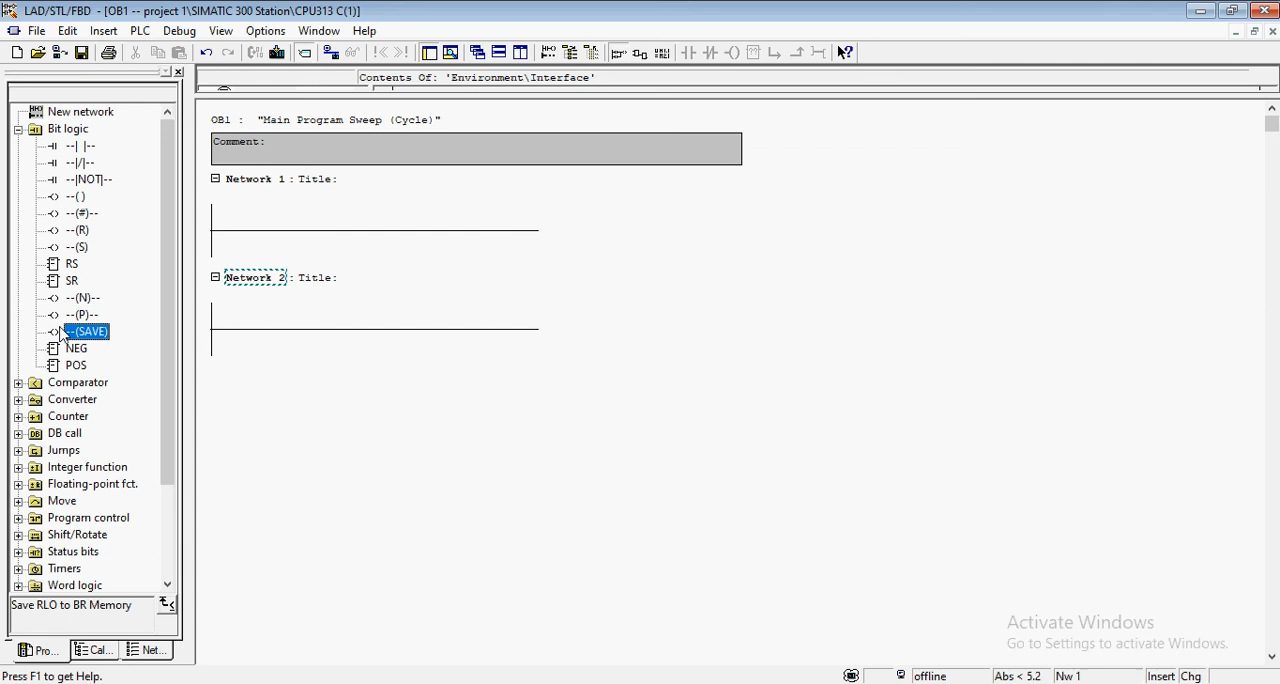 LAD/STL/FBD - [OB1 -- project 1\SIMATIC 300 Station\CPU313 C(1)]
File Edit Insert PLC Debug View Options Window Help
Contents Of: 'Environment\Interface'
New network
Bit logic
--| |--
--|/|--
--|NOT|--
--( )
--(#)--
--(R)
--(S)
RS
SR
--(N)--
--(P)--
--(SAVE)
NEG
POS
Comparator
Converter
Counter
DB call
Jumps
Integer function
Floating-point fct.
Move
Program control
Shift/Rotate
Status bits
Timers
Word logic
Save RLO to BR Memory
Pro... Cal... Net...
OB1 : "Main Program Sweep (Cycle)"
Comment:
Network 1 : Title:
Network 2 : Title:
Activate Windows
Go to Settings to activate Windows.
Press F1 to get Help.
offline Abs < 5.2 Nw 1 Insert Chg